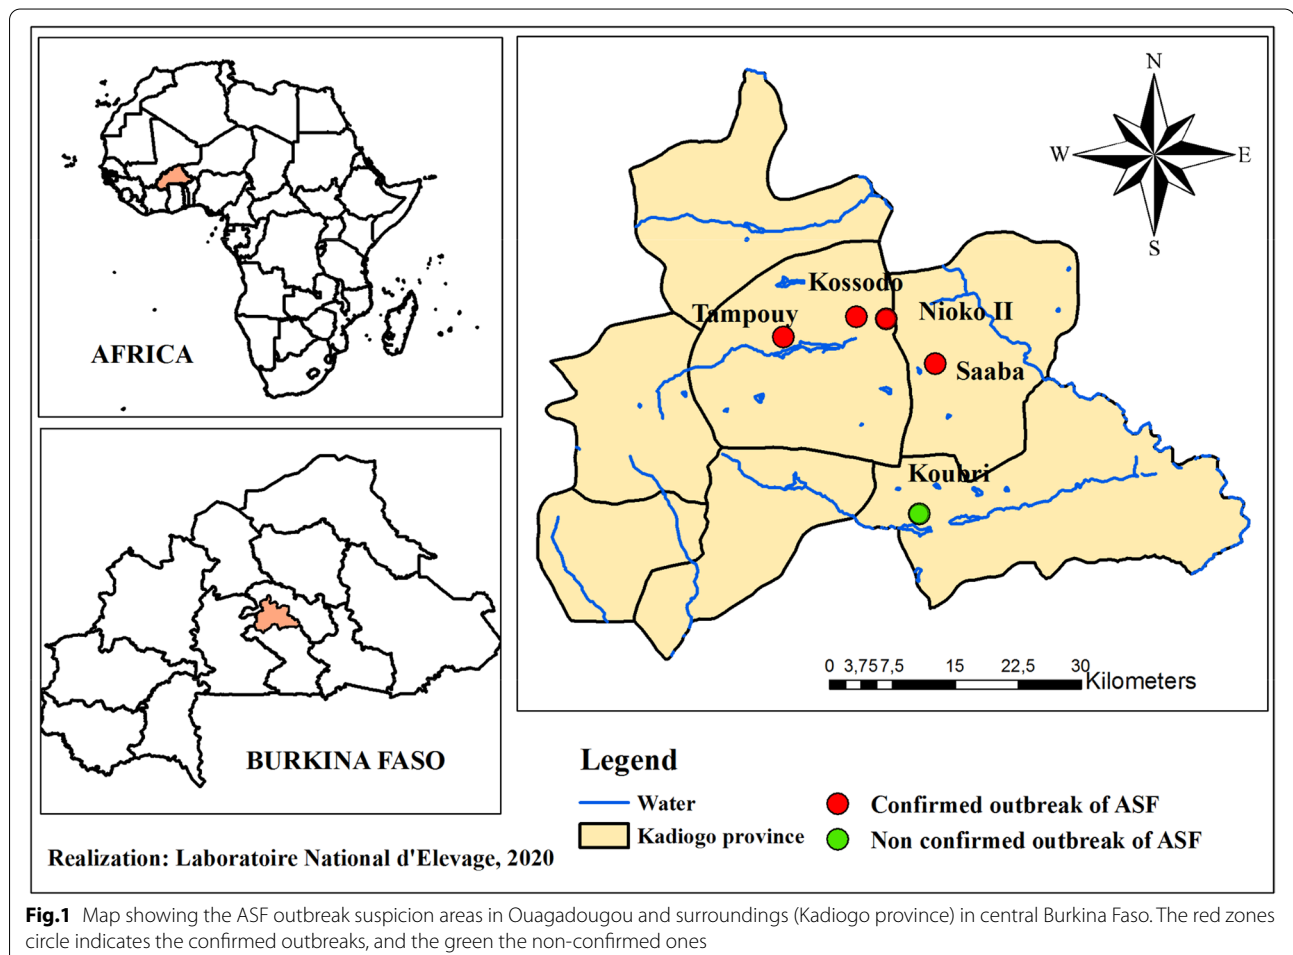 AFRICA
BURKINA FASO
Realization: Laboratoire National d'Elevage, 2020
N
W
E
S
Kossodo
Tampouy
Nioko II
Saaba
Koubri
0 3,75 7,5 15 22,5 30
Kilometers
Legend
Water
Kadiogo province
Confirmed outbreak of ASF
Non confirmed outbreak of ASF
Fig.1 Map showing the ASF outbreak suspicion areas in Ouagadougou and surroundings (Kadiogo province) in central Burkina Faso. The red zones
circle indicates the confirmed outbreaks, and the green the non-confirmed ones